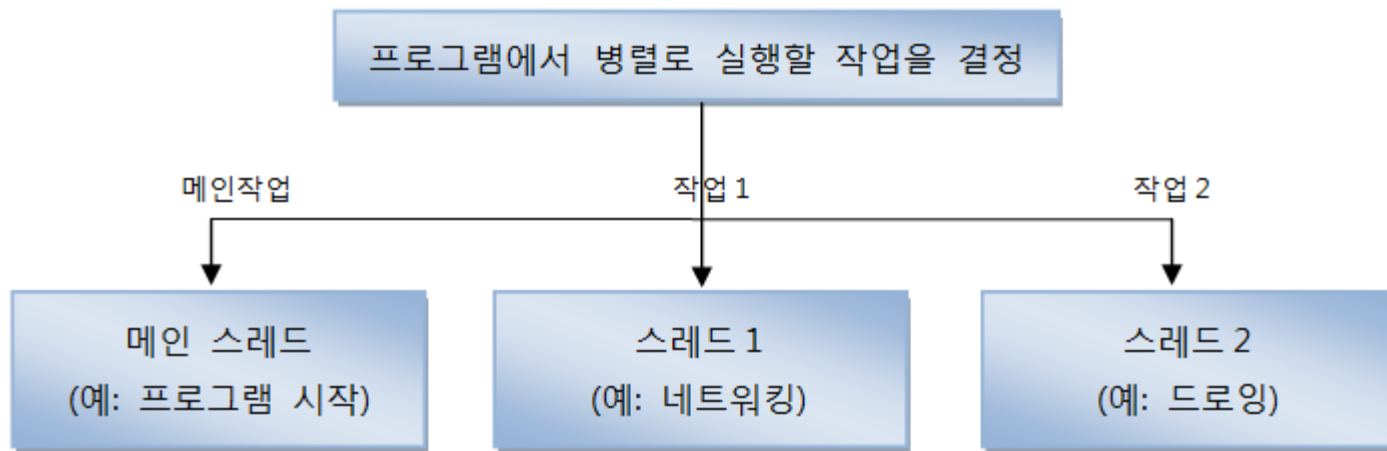 프로그램에서 병렬로 실행할 작업을 결정
메인작업
작업 1
작업 2
메인 스레드
(예: 프로그램 시작)
스레드 1
(예: 네트워킹)
스레드 2
(예: 드로잉)